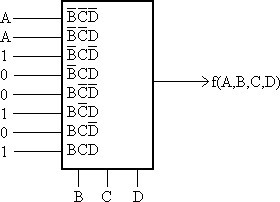 A B̅C̅D̅
A B̅C̅D
1 B̅CD̅
0 B̅CD
0 BC̅D̅
1 BC̅D
0 BCD̅
1 BCD
f(A,B,C,D)
B C D